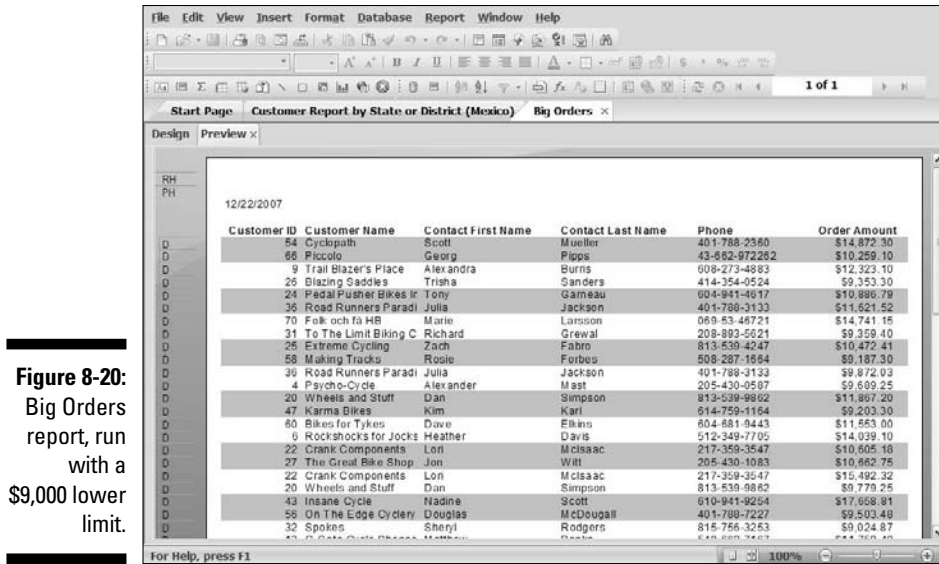 File Edit View Insert Format Database Report Window Help
1 of 1
Start Page Customer Report by State or District (Mexico) Big Orders ×
Design Preview ×
RH
PH
12/22/2007
Customer ID Customer Name Contact First Name Contact Last Name Phone Order Amount
D 54 Cyclopath Scott Mueller 401-788-2360 $14,872.30
D 66 Piccolo Georg Pipps 43-662-972262 $10,259.10
D 9 Trail Blazer's Place Alexandra Burris 608-273-4883 $12,323.10
D 26 Blazing Saddles Trisha Sanders 414-354-0524 $9,353.30
D 24 Pedal Pusher Bikes Ir Tony Garneau 604-941-4617 $10,886.79
D 36 Road Runners Paradi Julia Jackson 401-788-3133 $11,621.52
D 70 Folk och fä HB Marie Larsson 069-53-46721 $14,741.15
D 31 To The Limit Biking C Richard Grewal 208-893-5621 $9,359.40
D 25 Extreme Cycling Zach Fabro 813-539-4247 $10,472.41
D 58 Making Tracks Rosie Forbes 508-287-1664 $9,187.30
D 36 Road Runners Paradi Julia Jackson 401-788-3133 $9,872.03
D 4 Psycho-Cycle Alexander Mast 205-430-0587 $9,689.25
D 20 Wheels and Stuff Dan Simpson 813-539-9862 $11,867.20
D 47 Karma Bikes Kim Karl 614-759-1164 $9,203.30
D 60 Bikes for Tykes Dave Elkins 604-681-9443 $11,553.00
D 6 Rockshocks for Jocks Heather Davis 512-349-7705 $14,039.10
D 22 Crank Components Lori McIsaac 217-359-3547 $10,605.18
D 27 The Great Bike Shop Jon Witt 205-430-1083 $10,662.75
D 22 Crank Components Lori McIsaac 217-359-3547 $15,492.32
D 20 Wheels and Stuff Dan Simpson 813-539-9862 $9,779.25
D 43 Insane Cycle Nadine Scott 610-941-9254 $17,658.81
D 56 On The Edge Cyclery Douglas McDougall 401-788-7227 $9,503.48
D 32 Spokes Sheryl Rodgers 815-756-3253 $9,024.87
D
For Help, press F1 100%
Figure 8-20:
Big Orders
report, run
with a
$9,000 lower
limit.